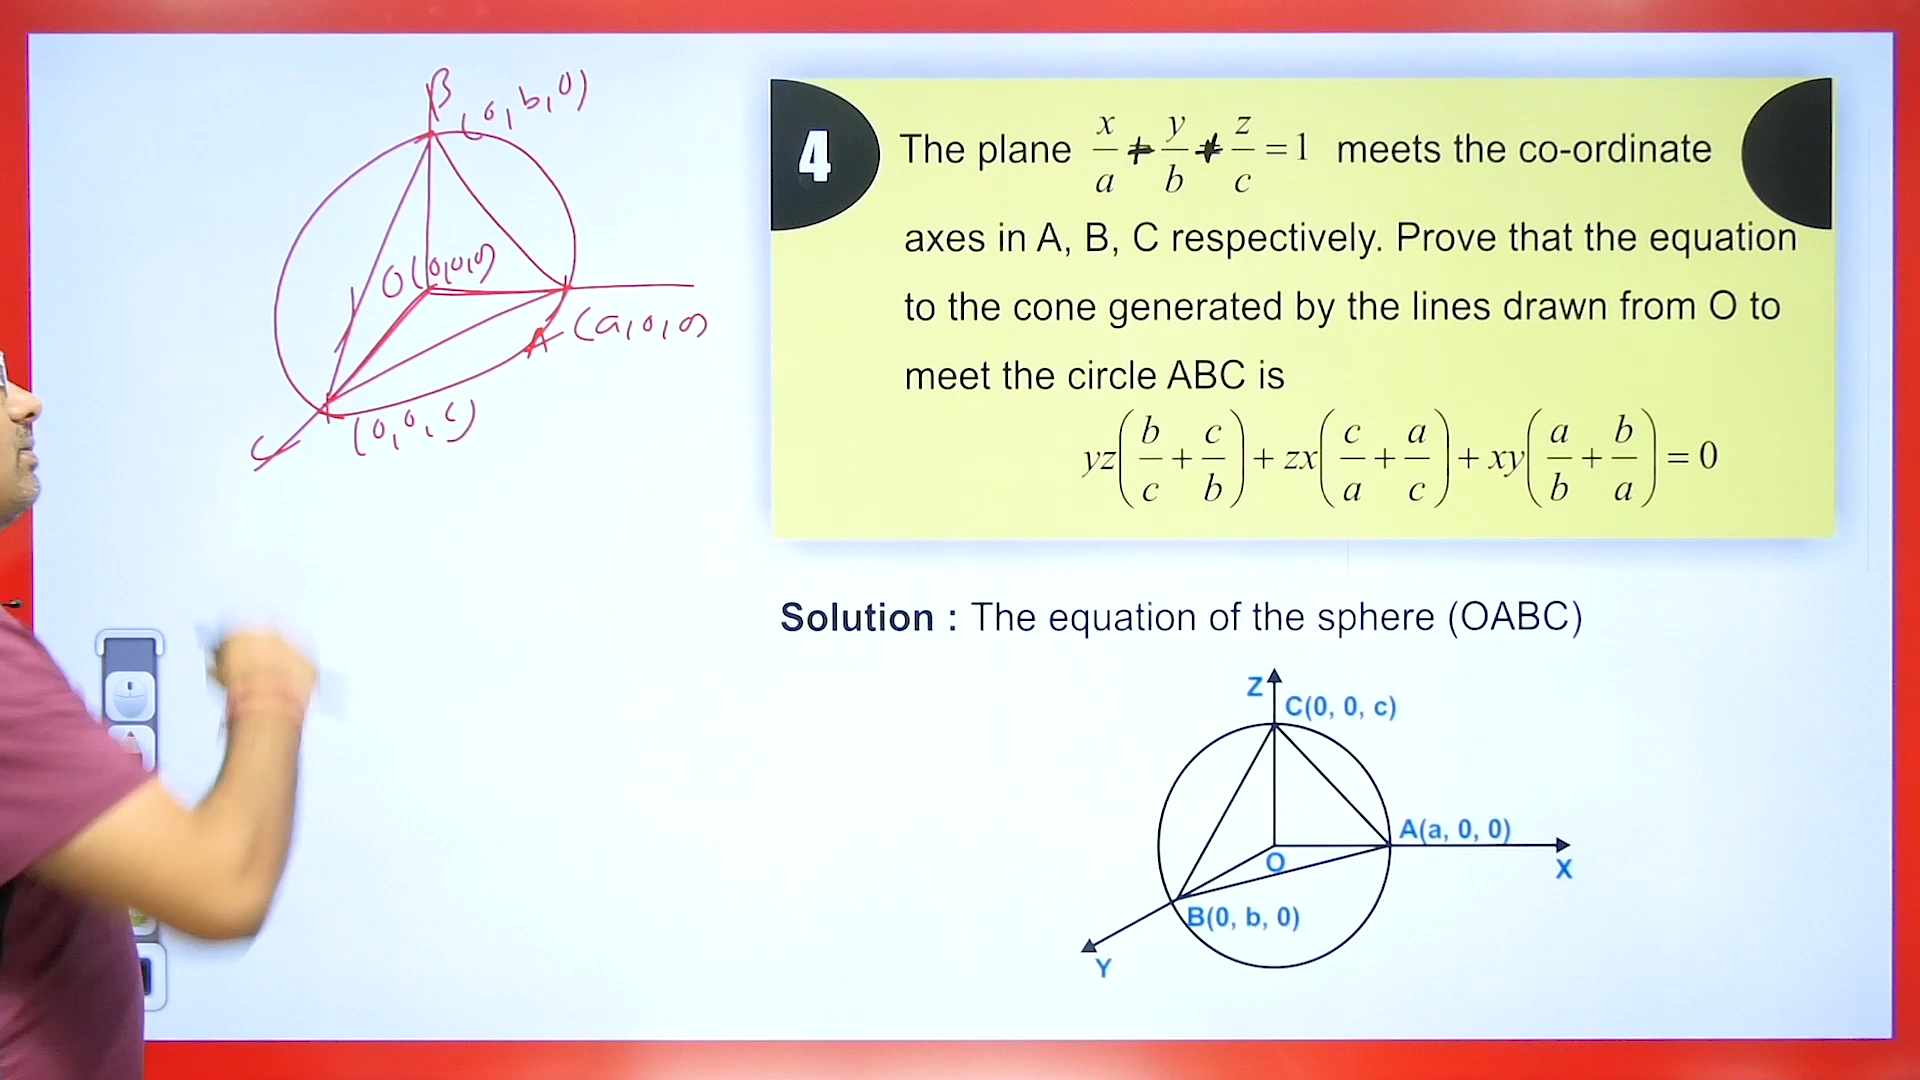 B
(0, b, 0)
O(0,0,0)
A (a, 0, 0)
C
(0, 0, c)
4
The plane x/a + y/b + z/c = 1 meets the co-ordinate
axes in A, B, C respectively. Prove that the equation
to the cone generated by the lines drawn from O to
meet the circle ABC is
yz(b/c + c/b) + zx(c/a + a/c) + xy(a/b + b/a) = 0
Solution : The equation of the sphere (OABC)
Z
C(0, 0, c)
A(a, 0, 0)
O
X
B(0, b, 0)
Y